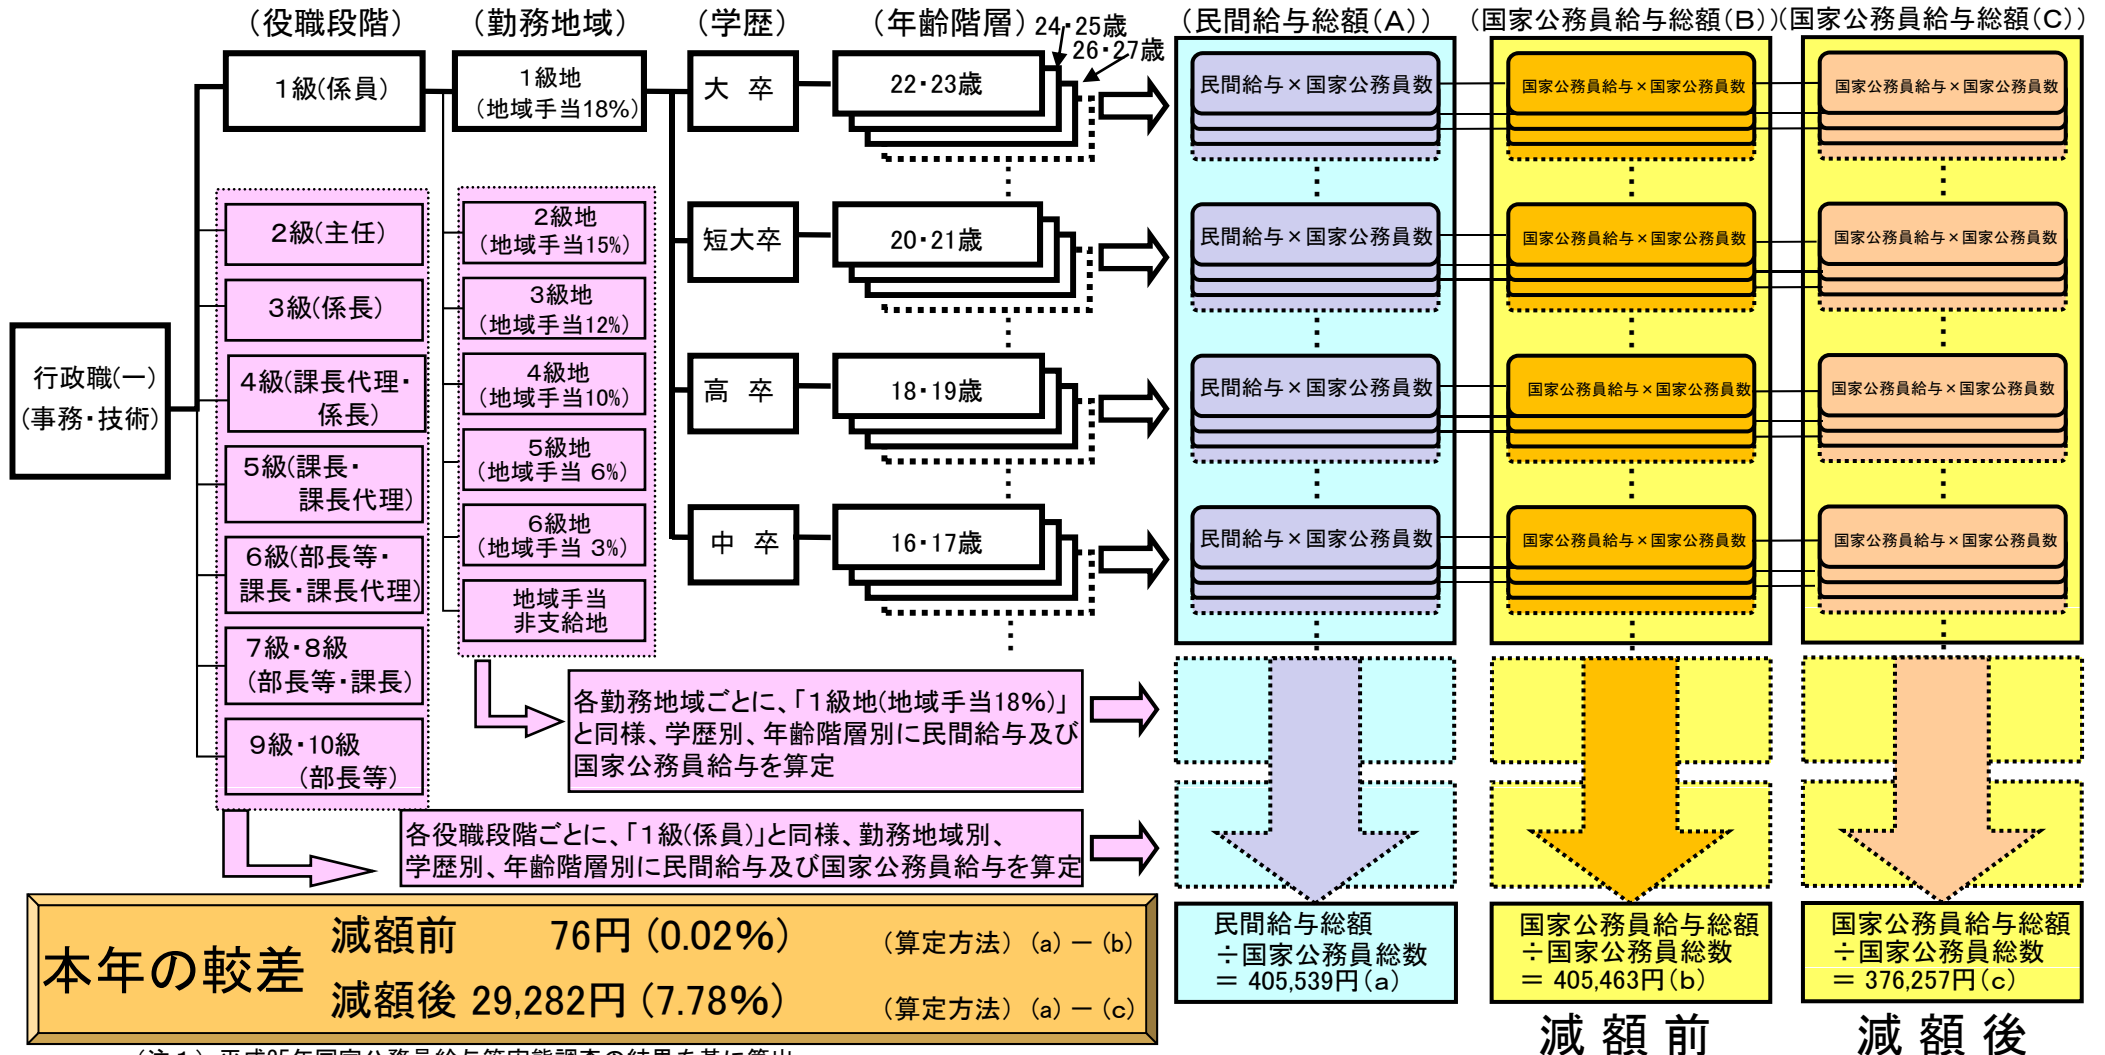 (役職段階)
(勤務地域)
(学歴)
(年齢階層)
24・25歳
26・27歳
(民間給与総額(A))
(国家公務員給与総額(B))
(国家公務員給与総額(C))
行政職(一)
(事務・技術)
1級(係員)
2級(主任)
3級(係長)
4級(課長代理・
係長)
5級(課長・
課長代理)
6級(部長等・
課長・課長代理)
7級・8級
(部長等・課長)
9級・10級
(部長等)
1級地
(地域手当18%)
2級地
(地域手当15%)
3級地
(地域手当12%)
4級地
(地域手当10%)
5級地
(地域手当 6%)
6級地
(地域手当 3%)
地域手当
非支給地
大 卒
22・23歳
民間給与×国家公務員数
国家公務員給与×国家公務員数
国家公務員給与×国家公務員数
短大卒
20・21歳
民間給与×国家公務員数
国家公務員給与×国家公務員数
国家公務員給与×国家公務員数
高 卒
18・19歳
民間給与×国家公務員数
国家公務員給与×国家公務員数
国家公務員給与×国家公務員数
中 卒
16・17歳
民間給与×国家公務員数
国家公務員給与×国家公務員数
国家公務員給与×国家公務員数
各勤務地域ごとに、「1級地(地域手当18%)」
と同様、学歴別、年齢階層別に民間給与及び
国家公務員給与を算定
各役職段階ごとに、「1級(係員)」と同様、勤務地域別、
学歴別、年齢階層別に民間給与及び国家公務員給与を算定
本年の較差
減額前 76円 (0.02%) (算定方法) (a) － (b)
減額後 29,282円 (7.78%) (算定方法) (a) － (c)
民間給与総額
÷国家公務員総数
＝ 405,539円(a)
国家公務員給与総額
÷国家公務員総数
＝ 405,463円(b)
国家公務員給与総額
÷国家公務員総数
＝ 376,257円(c)
減 額 前
減 額 後
(注1) 平成25年国家公務員給与等実態調査の結果を基に算出